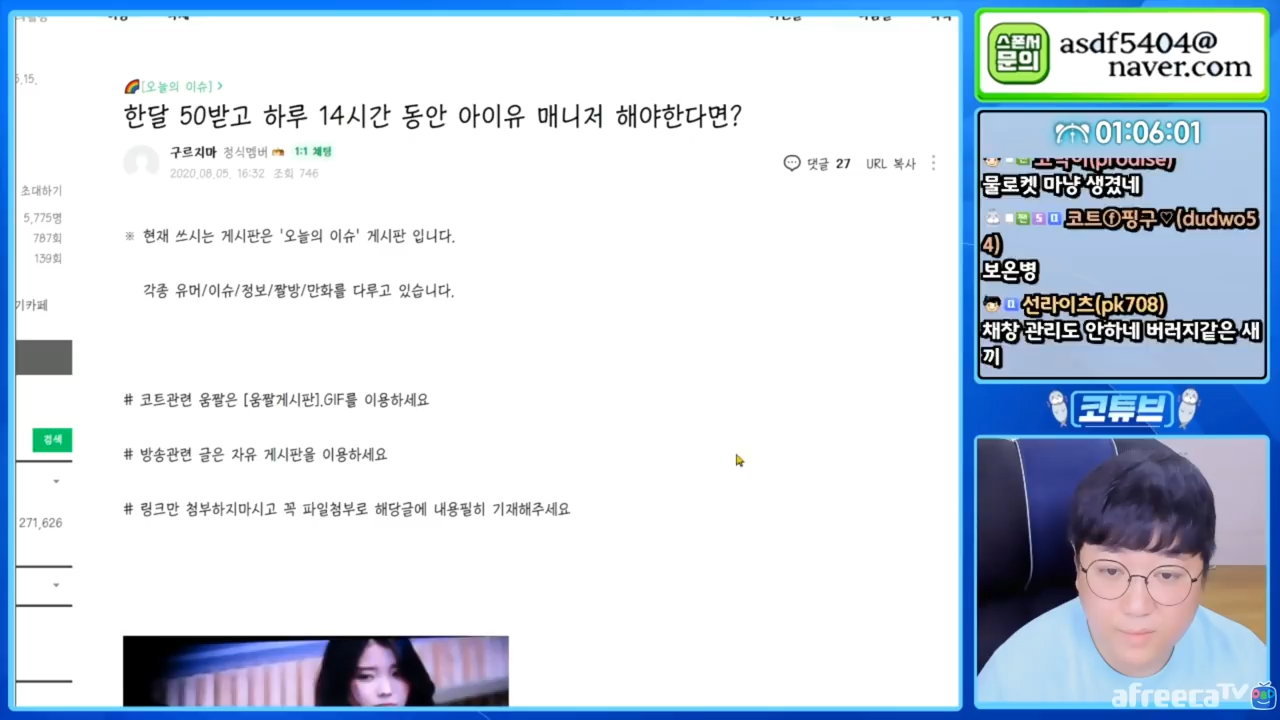 5.15.
초대하기
5,775명
787회
139회
기카페
검색
271,626
[오늘의 이슈] >
한달 50받고 하루 14시간 동안 아이유 매니저 해야한다면?
구르지마 정식멤버 1:1 채팅
2020.08.05. 16:32 조회 746
댓글 27 URL 복사
※ 현재 쓰시는 게시판은 '오늘의 이슈' 게시판 입니다.
각종 유머/이슈/정보/짤방/만화를 다루고 있습니다.
# 코트관련 움짤은 [움짤게시판].GIF를 이용하세요
# 방송관련 글은 자유 게시판을 이용하세요
# 링크만 첨부하지마시고 꼭 파일첨부로 해당글에 내용필히 기재해주세요
스폰서
문의
asdf5404@
naver.com
01:06:01
물로켓 마냥 생겼네
팬 S 코트ⓕ핑구♡(dudwo5
4)
보온병
선라이츠(pk708)
채창 관리도 안하네 버러지같은 새
끼
코튜브
afreecaTV